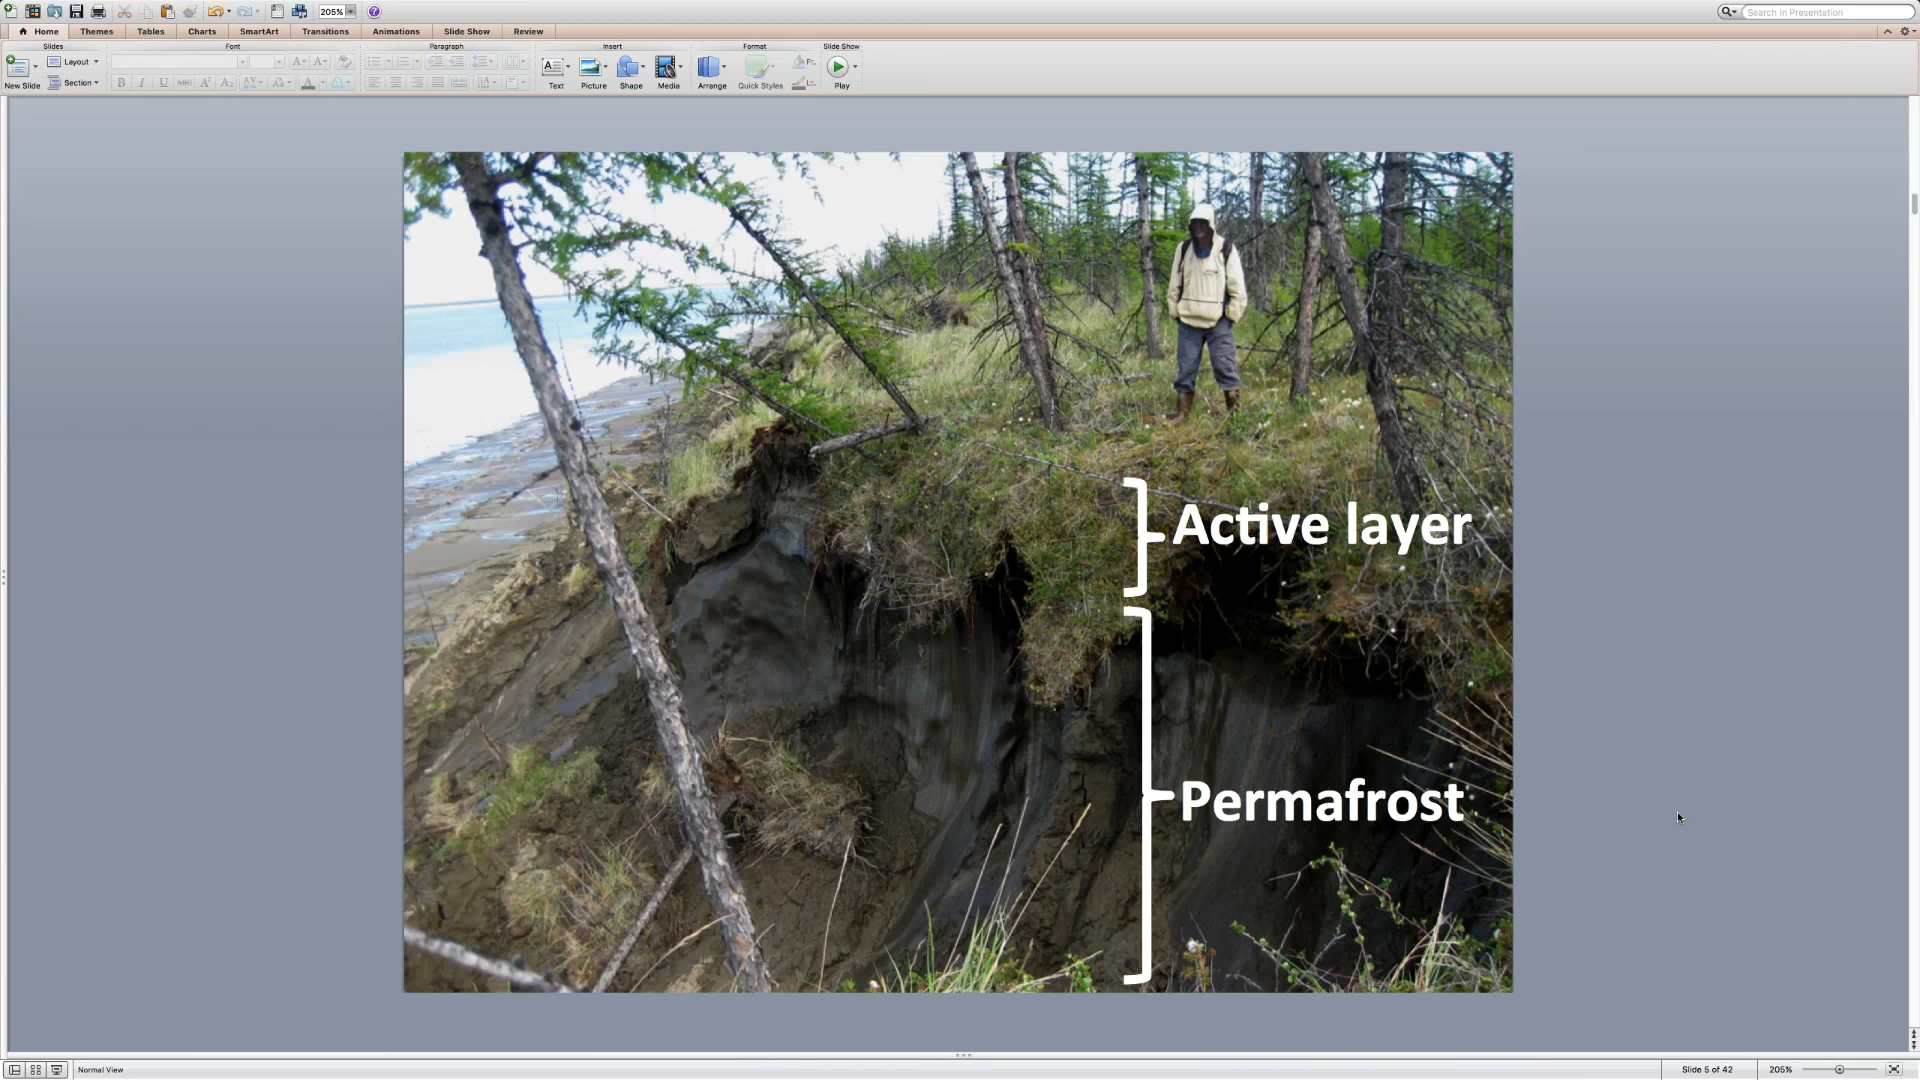 205%
Search in Presentation
Home
Themes
Tables
Charts
SmartArt
Transitions
Animations
Slide Show
Review
Slides
Font
Paragraph
Insert
Format
Slide Show
New Slide
Layout
Section
Text
Picture
Shape
Media
Arrange
Quick Styles
Play
Active layer
Permafrost
Normal View
Slide 5 of 42
205%